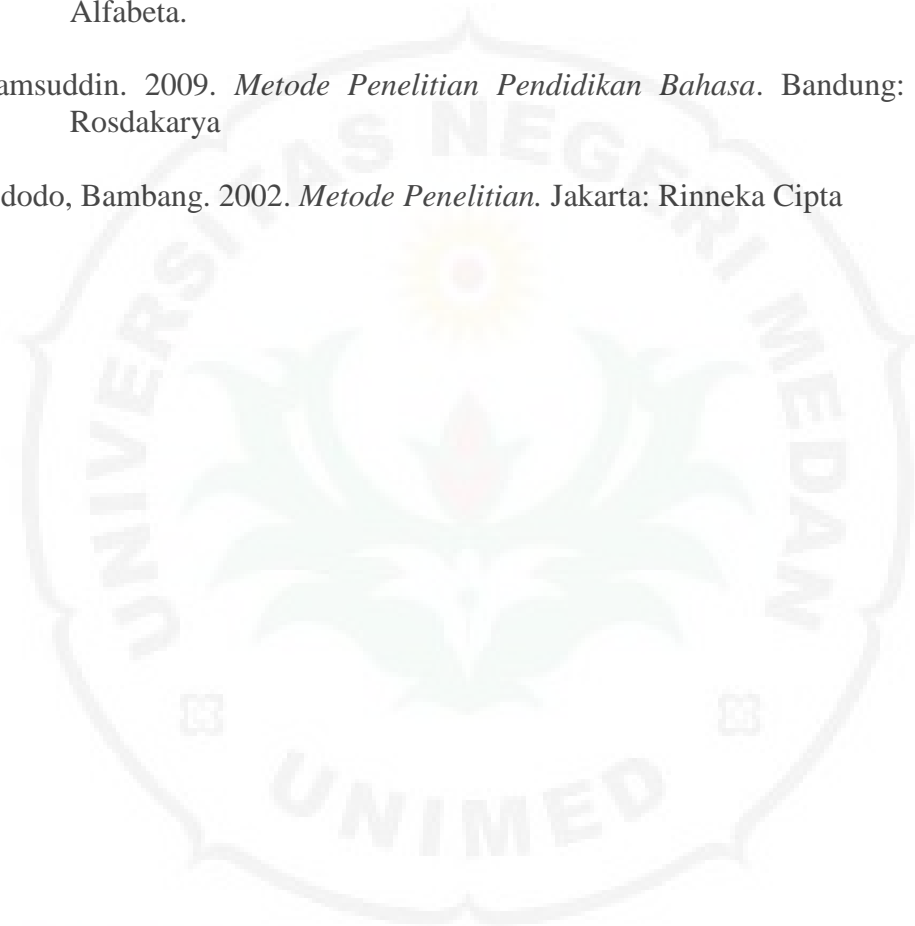 Alfabeta.
amsuddin. 2009. Metode Penelitian Pendidikan Bahasa. Bandung:
Rosdakarya
dodo, Bambang. 2002. Metode Penelitian. Jakarta: Rinneka Cipta
UNIVERSITAS NEGERI MEDAN
UNIMED